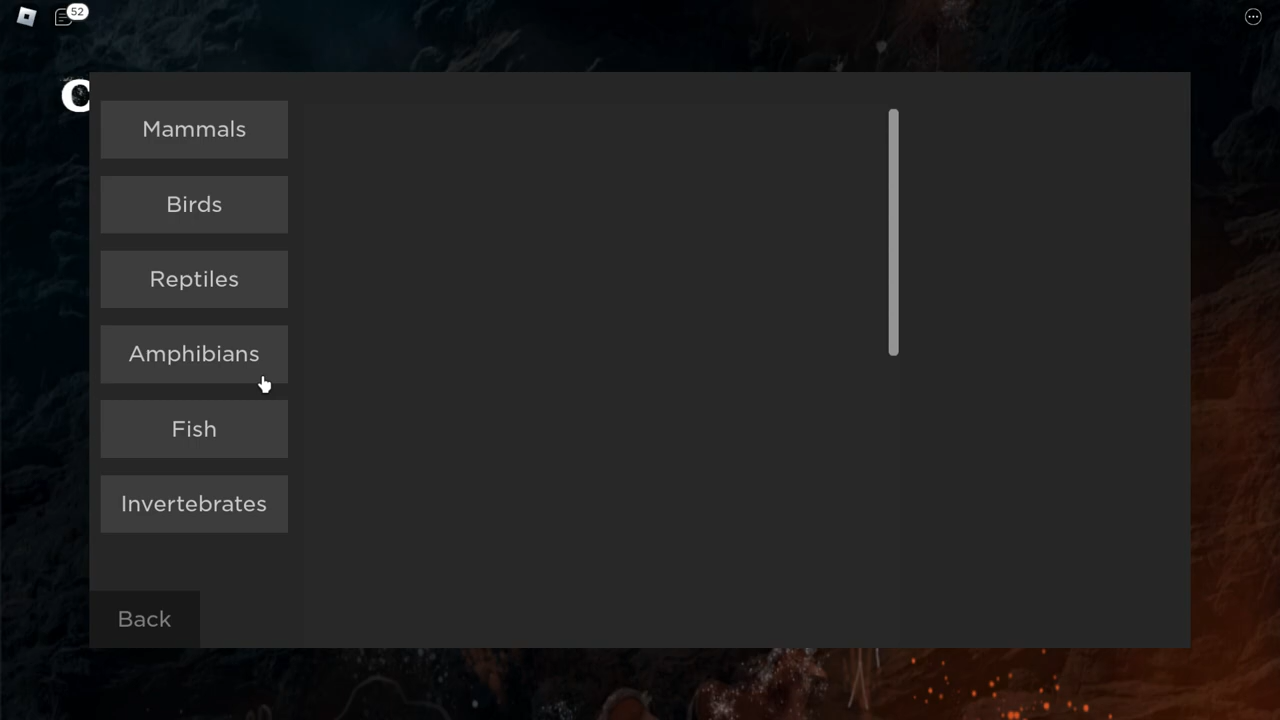 52
Mammals
Birds
Reptiles
Amphibians
Fish
Invertebrates
Back